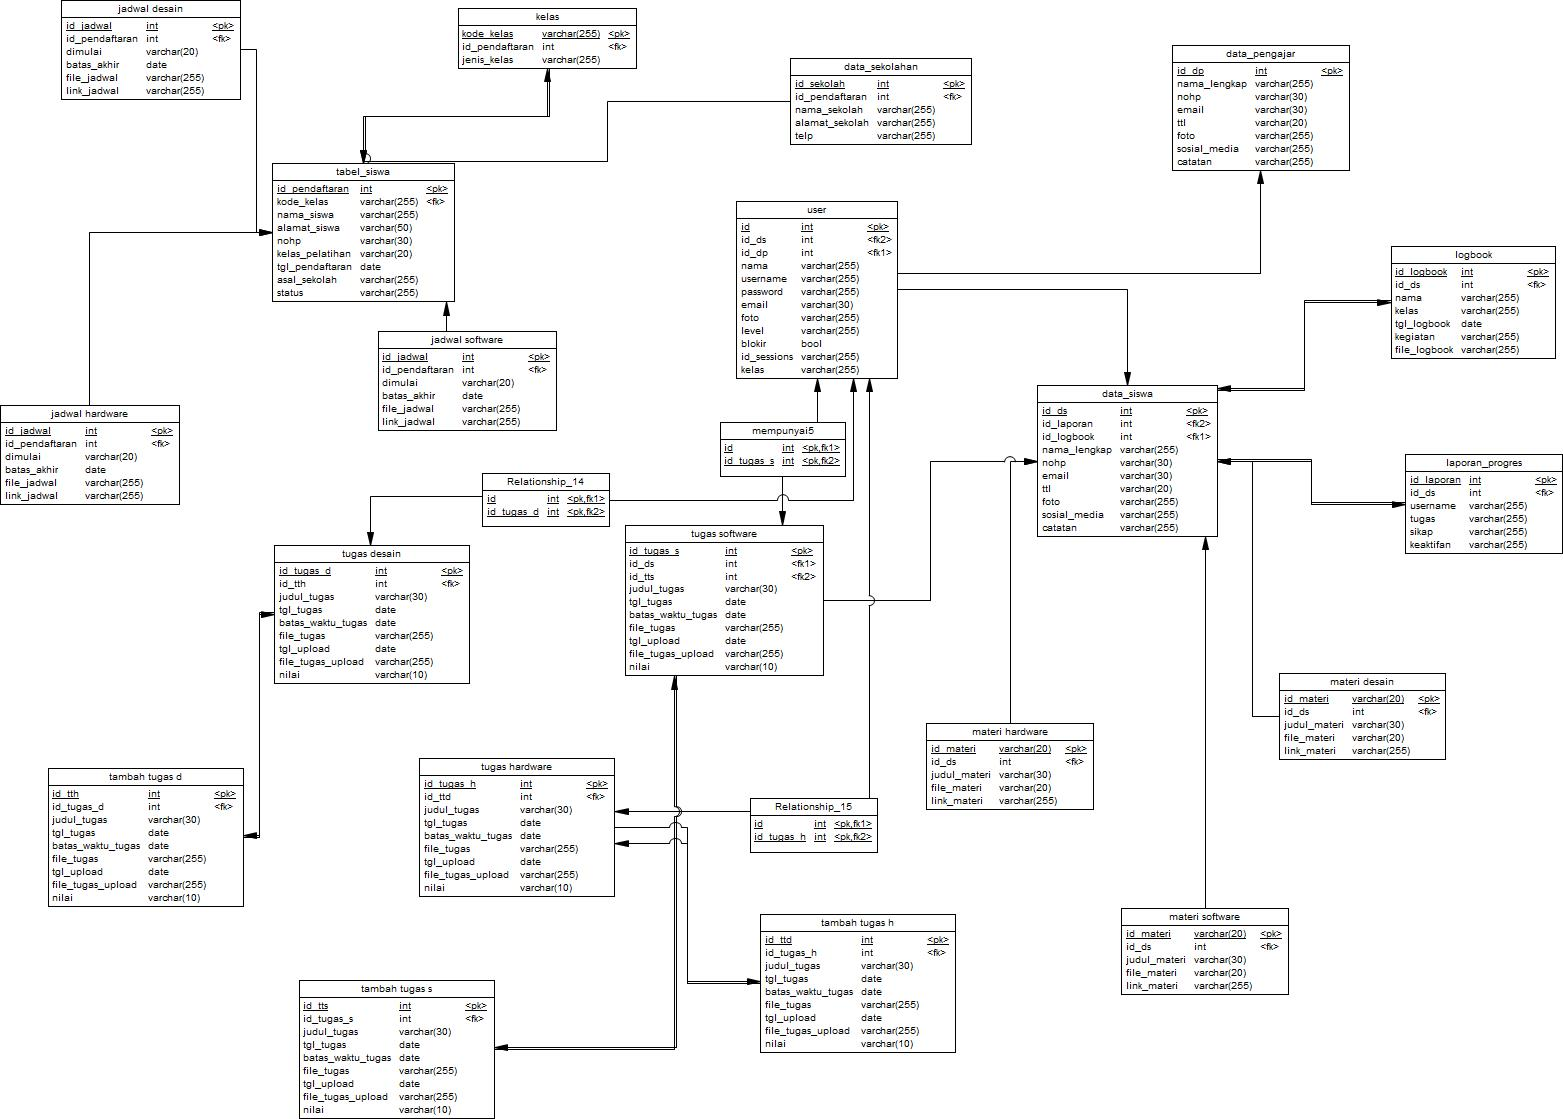 jadwal desain
id_jadwal int <pk>
id_pendaftaran int <fk>
dimulai varchar(20)
batas_akhir date
file_jadwal varchar(255)
link_jadwal varchar(255)
kelas
kode_kelas varchar(255) <pk>
id_pendaftaran int <fk>
jenis_kelas varchar(255)
data_sekolahan
id_sekolah int <pk>
id_pendaftaran int <fk>
nama_sekolah varchar(255)
alamat_sekolah varchar(255)
telp varchar(255)
data_pengajar
id_dp int <pk>
nama_lengkap varchar(255)
nohp varchar(30)
email varchar(30)
ttl varchar(20)
foto varchar(255)
sosial_media varchar(255)
catatan varchar(255)
tabel_siswa
id_pendaftaran int <pk>
kode_kelas varchar(255) <fk>
nama_siswa varchar(255)
alamat_siswa varchar(50)
nohp varchar(30)
kelas_pelatihan varchar(20)
tgl_pendaftaran date
asal_sekolah varchar(255)
status varchar(255)
user
id int <pk>
id_ds int <fk2>
id_dp int <fk1>
nama varchar(255)
username varchar(255)
password varchar(255)
email varchar(30)
foto varchar(255)
level varchar(255)
blokir bool
id_sessions varchar(255)
kelas varchar(255)
logbook
id_logbook int <pk>
id_ds int <fk>
nama varchar(255)
kelas varchar(255)
tgl_logbook date
kegiatan varchar(255)
file_logbook varchar(255)
jadwal software
id_jadwal int <pk>
id_pendaftaran int <fk>
dimulai varchar(20)
batas_akhir date
file_jadwal varchar(255)
link_jadwal varchar(255)
data_siswa
id_ds int <pk>
id_laporan int <fk2>
id_logbook int <fk1>
nama_lengkap varchar(255)
nohp varchar(30)
email varchar(30)
ttl varchar(20)
foto varchar(255)
sosial_media varchar(255)
catatan varchar(255)
jadwal hardware
id_jadwal int <pk>
id_pendaftaran int <fk>
dimulai varchar(20)
batas_akhir date
file_jadwal varchar(255)
link_jadwal varchar(255)
mempunyai5
id int <pk,fk1>
id_tugas_s int <pk,fk2>
laporan_progres
id_laporan int <pk>
id_ds int <fk>
username varchar(255)
tugas varchar(255)
sikap varchar(255)
keaktifan varchar(255)
Relationship_14
id int <pk,fk1>
id_tugas_d int <pk,fk2>
tugas software
id_tugas_s int <pk>
id_ds int <fk1>
id_tts int <fk2>
judul_tugas varchar(30)
tgl_tugas date
batas_waktu_tugas date
file_tugas varchar(255)
tgl_upload date
file_tugas_upload varchar(255)
nilai varchar(10)
tugas desain
id_tugas_d int <pk>
id_tth int <fk>
judul_tugas varchar(30)
tgl_tugas date
batas_waktu_tugas date
file_tugas varchar(255)
tgl_upload date
file_tugas_upload varchar(255)
nilai varchar(10)
materi desain
id_materi varchar(20) <pk>
id_ds int <fk>
judul_materi varchar(30)
file_materi varchar(20)
link_materi varchar(255)
materi hardware
id_materi varchar(20) <pk>
id_ds int <fk>
judul_materi varchar(30)
file_materi varchar(20)
link_materi varchar(255)
tugas hardware
id_tugas_h int <pk>
id_ttd int <fk>
judul_tugas varchar(30)
tgl_tugas date
batas_waktu_tugas date
file_tugas varchar(255)
tgl_upload date
file_tugas_upload varchar(255)
nilai varchar(10)
tambah tugas d
id_tth int <pk>
id_tugas_d int <fk>
judul_tugas varchar(30)
tgl_tugas date
batas_waktu_tugas date
file_tugas varchar(255)
tgl_upload date
file_tugas_upload varchar(255)
nilai varchar(10)
Relationship_15
id int <pk,fk1>
id_tugas_h int <pk,fk2>
materi software
id_materi varchar(20) <pk>
id_ds int <fk>
judul_materi varchar(30)
file_materi varchar(20)
link_materi varchar(255)
tambah tugas h
id_ttd int <pk>
id_tugas_h int <fk>
judul_tugas varchar(30)
tgl_tugas date
batas_waktu_tugas date
file_tugas varchar(255)
tgl_upload date
file_tugas_upload varchar(255)
nilai varchar(10)
tambah tugas s
id_tts int <pk>
id_tugas_s int <fk>
judul_tugas varchar(30)
tgl_tugas date
batas_waktu_tugas date
file_tugas varchar(255)
tgl_upload date
file_tugas_upload varchar(255)
nilai varchar(10)